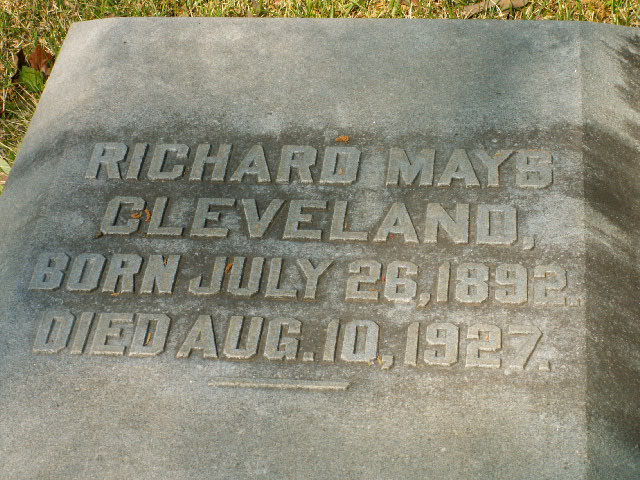 RICHARD MAYS
CLEVELAND,
BORN JULY 26, 1892.
DIED AUG. 10, 1927.